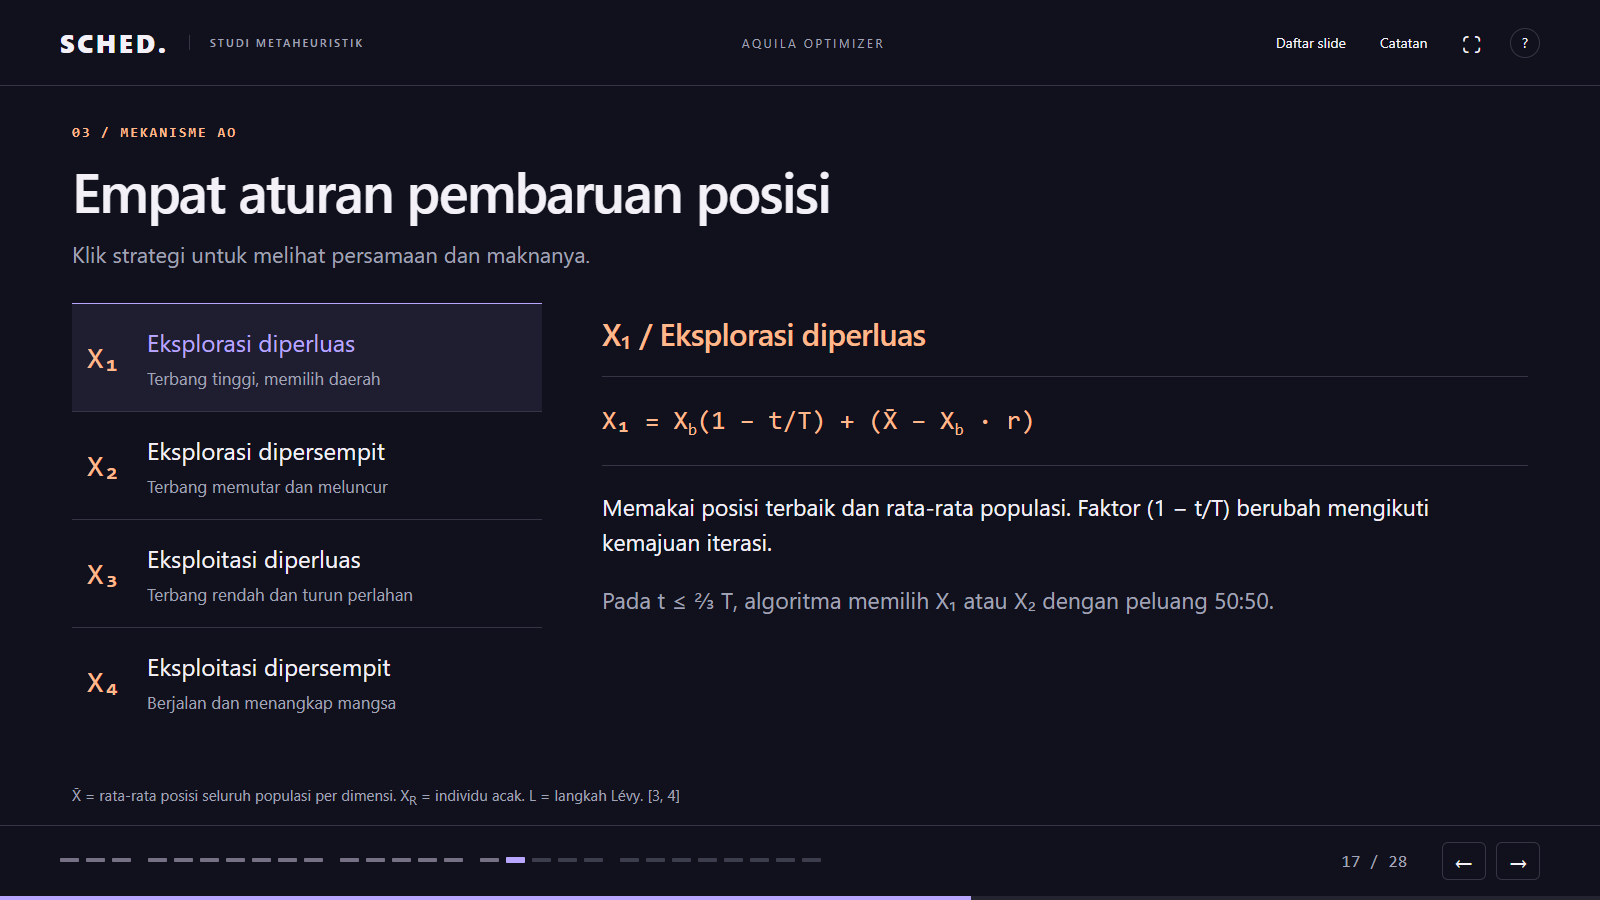 SCHED.
STUDI METAHEURISTIK
AQUILA OPTIMIZER
Daftar slide
Catatan
?
03 / MEKANISME AO
Empat aturan pembaruan posisi
Klik strategi untuk melihat persamaan dan maknanya.
X₁
Eksplorasi diperluas
Terbang tinggi, memilih daerah
X₂
Eksplorasi dipersempit
Terbang memutar dan meluncur
X₃
Eksploitasi diperluas
Terbang rendah dan turun perlahan
X₄
Eksploitasi dipersempit
Berjalan dan menangkap mangsa
X₁ / Eksplorasi diperluas
X₁ = X_b(1 − t/T) + (X̄ − X_b · r)
Memakai posisi terbaik dan rata-rata populasi. Faktor (1 − t/T) berubah mengikuti
kemajuan iterasi.
Pada t ≤ ⅔ T, algoritma memilih X₁ atau X₂ dengan peluang 50:50.
X̄ = rata-rata posisi seluruh populasi per dimensi. X_R = individu acak. L = langkah Lévy. [3, 4]
17 / 28
← →